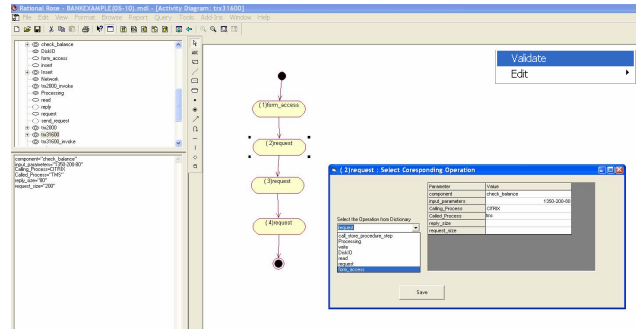 Rational Rose - BANKEXAMPLE(05-10).mdl - [Activity Diagram: trx31600]
File Edit View Format Browse Report Query Tools Add-Ins Window Help
check_balance
DiskIO
form_access
insert
Insert
Network
trx2000_invoke
Processing
read
reply
request
send_request
trx2000
trx31600
trx31600_invoke
component="check_balance"
input_parameter="1350-200-80"
Calling_Process=CITRIX
Called_Process="TMS"
reply_size="80"
request_size="200"
(1)form_access
(2)request
(3)request
(4)request
Validate
Edit
(2)request : Select Coresponding Operation
Parameter Value
component check_balance
input_parameters 1350-200-80
Calling_Process CITRIX
Called_Process tms
reply_size
request_size
Select the Operation from Dictionary
request
call_store_procedure_step
Processing
write
DiskIO
read
request
form_access
Save